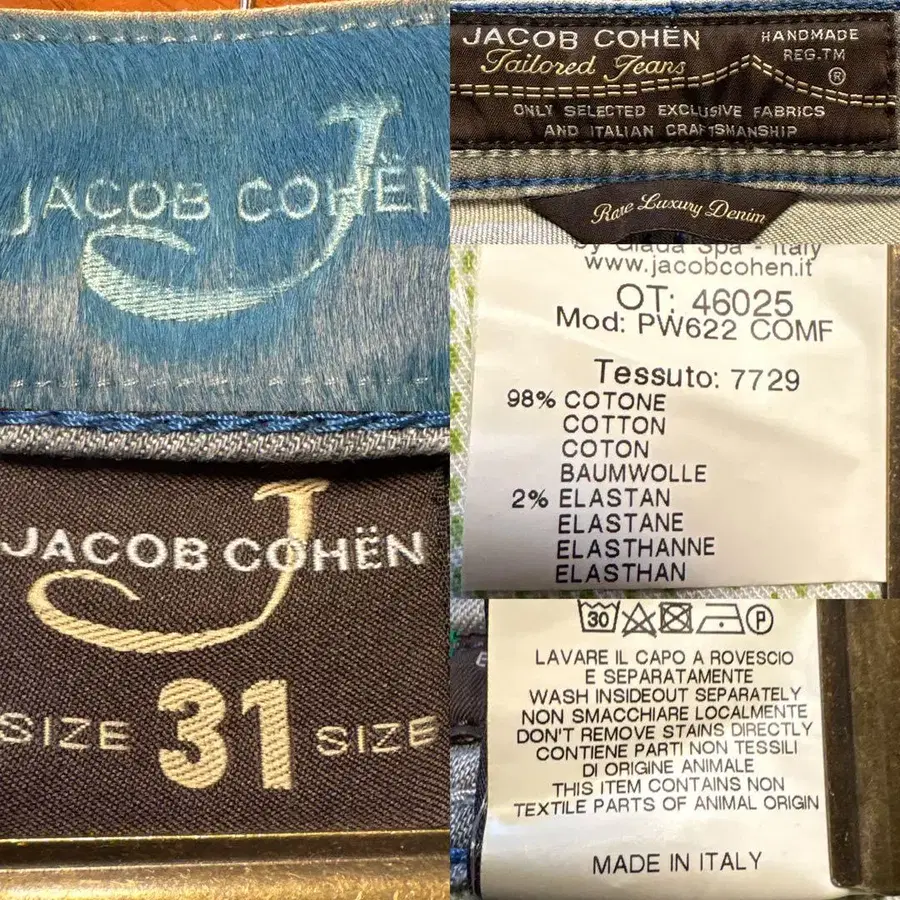 JACOB COHËN
J
JACOB COHËN
Tailored Jeans
HANDMADE
REG.TM
®
ONLY SELECTED EXCLUSIVE FABRICS
AND ITALIAN CRAFTSMANSHIP
Rare Luxury Denim
by Giada Spa - Italy
www.jacobcohen.it
OT: 46025
Mod: PW622 COMF
Tessuto: 7729
98% COTONE
COTTON
COTON
BAUMWOLLE
2% ELASTAN
ELASTANE
ELASTHANNE
ELASTHAN
J
JACOB COHËN
SIZE 31 SIZE
30
P
LAVARE IL CAPO A ROVESCIO
E SEPARATAMENTE
WASH INSIDEOUT SEPARATELY
NON SMACCHIARE LOCALMENTE
DON'T REMOVE STAINS DIRECTLY
CONTIENE PARTI NON TESSILI
DI ORIGINE ANIMALE
THIS ITEM CONTAINS NON
TEXTILE PARTS OF ANIMAL ORIGIN
MADE IN ITALY